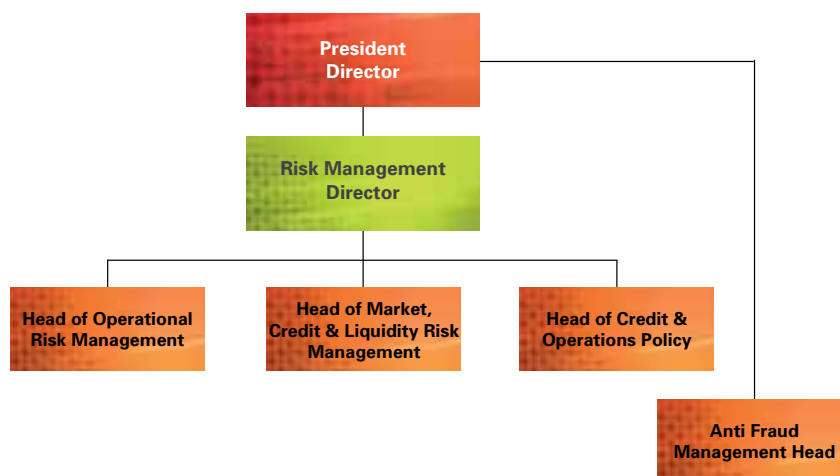 President
Director
Risk Management
Director
Head of Operational
Risk Management
Head of Market,
Credit & Liquidity Risk
Management
Head of Credit &
Operations Policy
Anti Fraud
Management Head